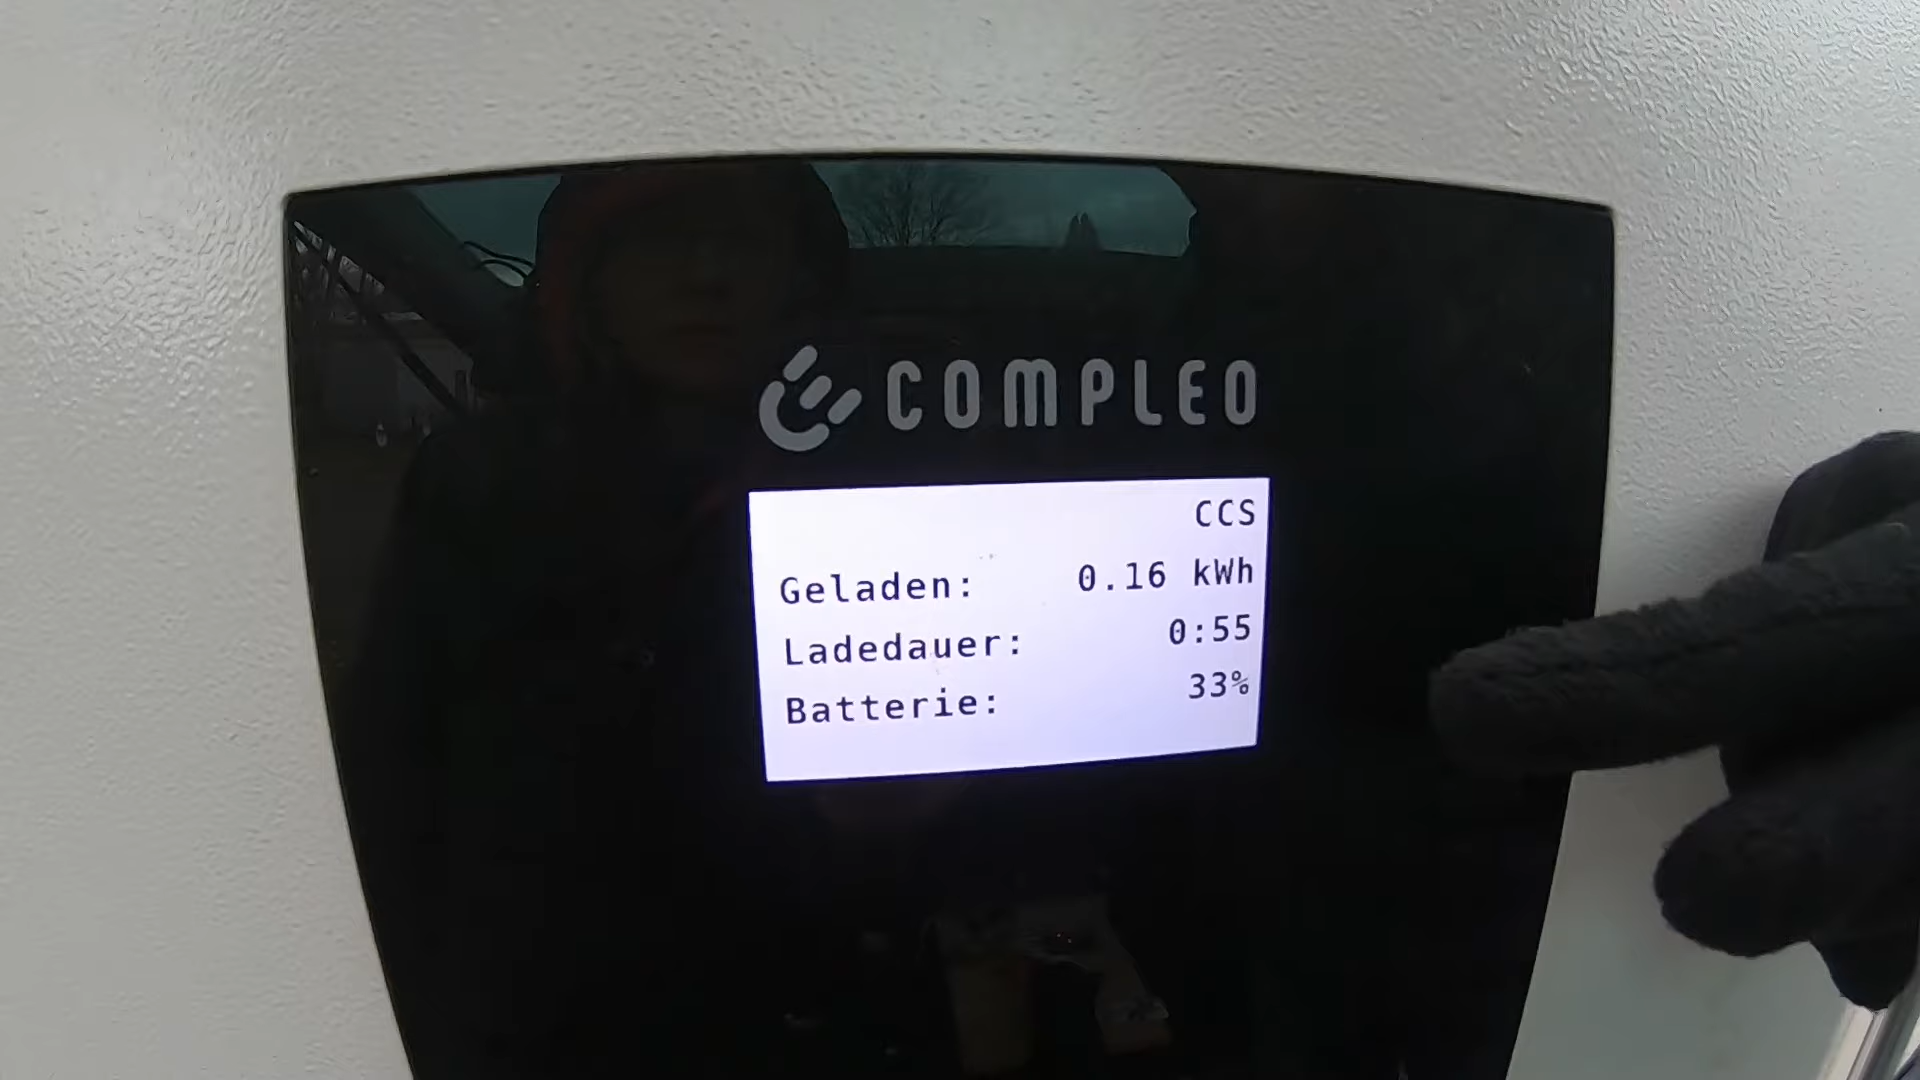 COMPLEO
CCS
Geladen: 0.16 kWh
Ladedauer: 0:55
Batterie: 33%